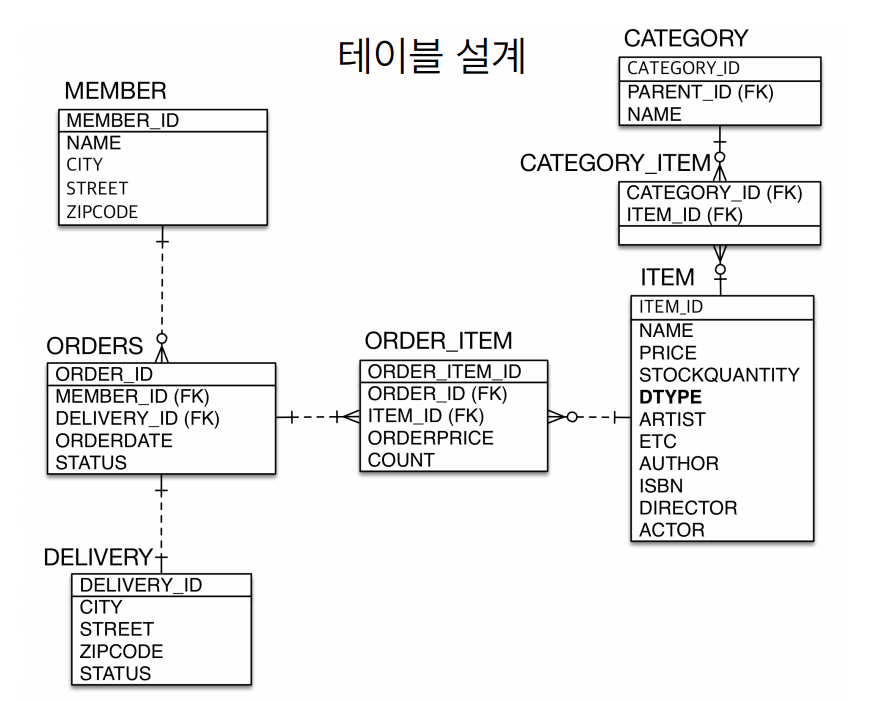 테이블 설계
MEMBER
MEMBER_ID
NAME
CITY
STREET
ZIPCODE
CATEGORY
CATEGORY_ID
PARENT_ID (FK)
NAME
CATEGORY_ITEM
CATEGORY_ID (FK)
ITEM_ID (FK)
ORDERS
ORDER_ID
MEMBER_ID (FK)
DELIVERY_ID (FK)
ORDERDATE
STATUS
ORDER_ITEM
ORDER_ITEM_ID
ORDER_ID (FK)
ITEM_ID (FK)
ORDERPRICE
COUNT
ITEM
ITEM_ID
NAME
PRICE
STOCKQUANTITY
DTYPE
ARTIST
ETC
AUTHOR
ISBN
DIRECTOR
ACTOR
DELIVERY
DELIVERY_ID
CITY
STREET
ZIPCODE
STATUS